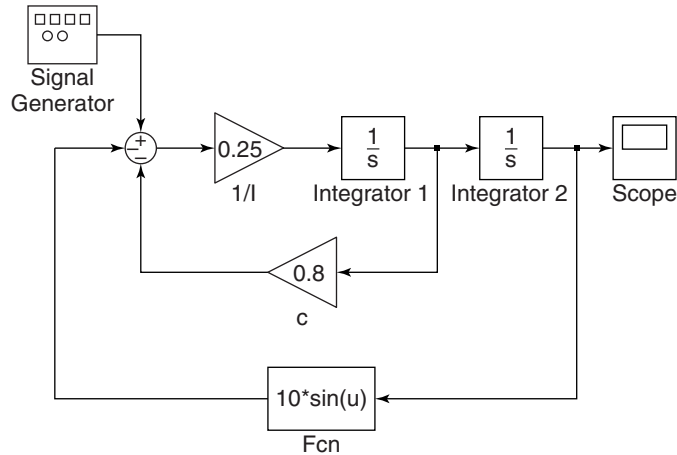 Signal
Generator
+
−
−
0.25
1/I
1
s
Integrator 1
1
s
Integrator 2
Scope
0.8
c
10*sin(u)
Fcn